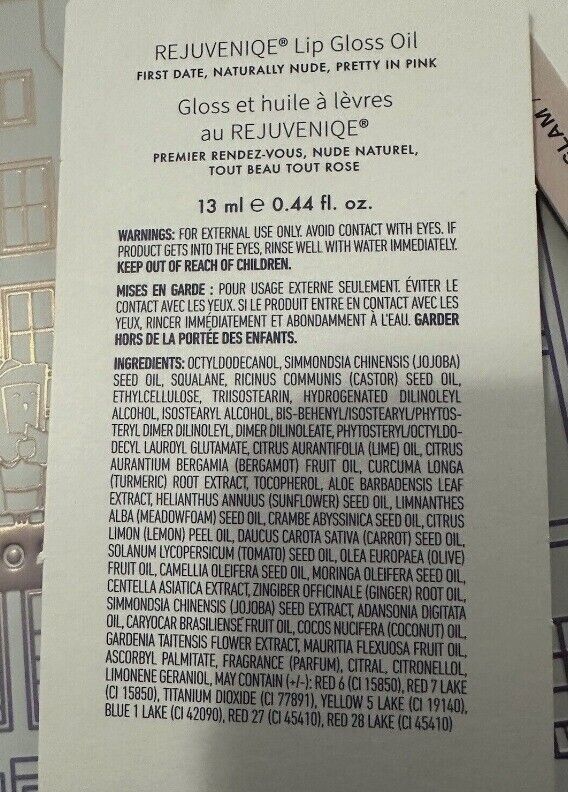 REJUVENIQE® Lip Gloss Oil
FIRST DATE, NATURALLY NUDE, PRETTY IN PINK
Gloss et huile à lèvres
au REJUVENIQE®
PREMIER RENDEZ-VOUS, NUDE NATUREL,
TOUT BEAU TOUT ROSE
13 ml ℮ 0.44 fl. oz.
WARNINGS: FOR EXTERNAL USE ONLY. AVOID CONTACT WITH EYES. IF
PRODUCT GETS INTO THE EYES, RINSE WELL WITH WATER IMMEDIATELY.
KEEP OUT OF REACH OF CHILDREN.
MISES EN GARDE : POUR USAGE EXTERNE SEULEMENT. ÉVITER LE
CONTACT AVEC LES YEUX. SI LE PRODUIT ENTRE EN CONTACT AVEC LES
YEUX, RINCER IMMÉDIATEMENT ET ABONDAMMENT À L'EAU. GARDER
HORS DE LA PORTÉE DES ENFANTS.
INGREDIENTS: OCTYLDODECANOL, SIMMONDSIA CHINENSIS (JOJOBA)
SEED OIL, SQUALANE, RICINUS COMMUNIS (CASTOR) SEED OIL,
ETHYLCELLULOSE, TRIISOSTEARIN, HYDROGENATED DILINOLEYL
ALCOHOL, ISOSTEARYL ALCOHOL, BIS-BEHENYL/ISOSTEARYL/PHYTOS-
TERYL DIMER DILINOLEYL, DIMER DILINOLEATE, PHYTOSTERYL/OCTYLDO-
DECYL LAUROYL GLUTAMATE, CITRUS AURANTIFOLIA (LIME) OIL, CITRUS
AURANTIUM BERGAMIA (BERGAMOT) FRUIT OIL, CURCUMA LONGA
(TURMERIC) ROOT EXTRACT, TOCOPHEROL, ALOE BARBADENSIS LEAF
EXTRACT, HELIANTHUS ANNUUS (SUNFLOWER) SEED OIL, LIMNANTHES
ALBA (MEADOWFOAM) SEED OIL, CRAMBE ABYSSINICA SEED OIL, CITRUS
LIMON (LEMON) PEEL OIL, DAUCUS CAROTA SATIVA (CARROT) SEED OIL,
SOLANUM LYCOPERSICUM (TOMATO) SEED OIL, OLEA EUROPAEA (OLIVE)
FRUIT OIL, CAMELLIA OLEIFERA SEED OIL, MORINGA OLEIFERA SEED OIL,
CENTELLA ASIATICA EXTRACT, ZINGIBER OFFICINALE (GINGER) ROOT OIL,
SIMMONDSIA CHINENSIS (JOJOBA) SEED EXTRACT, ADANSONIA DIGITATA
OIL, CARYOCAR BRASILIENSE FRUIT OIL, COCOS NUCIFERA (COCONUT) OIL,
GARDENIA TAITENSIS FLOWER EXTRACT, MAURITIA FLEXUOSA FRUIT OIL,
ASCORBYL PALMITATE, FRAGRANCE (PARFUM), CITRAL, CITRONELLOL,
LIMONENE GERANIOL, MAY CONTAIN (+/-): RED 6 (CI 15850), RED 7 LAKE
(CI 15850), TITANIUM DIOXIDE (CI 77891), YELLOW 5 LAKE (CI 19140),
BLUE 1 LAKE (CI 42090), RED 27 (CI 45410), RED 28 LAKE (CI 45410)
GLAM